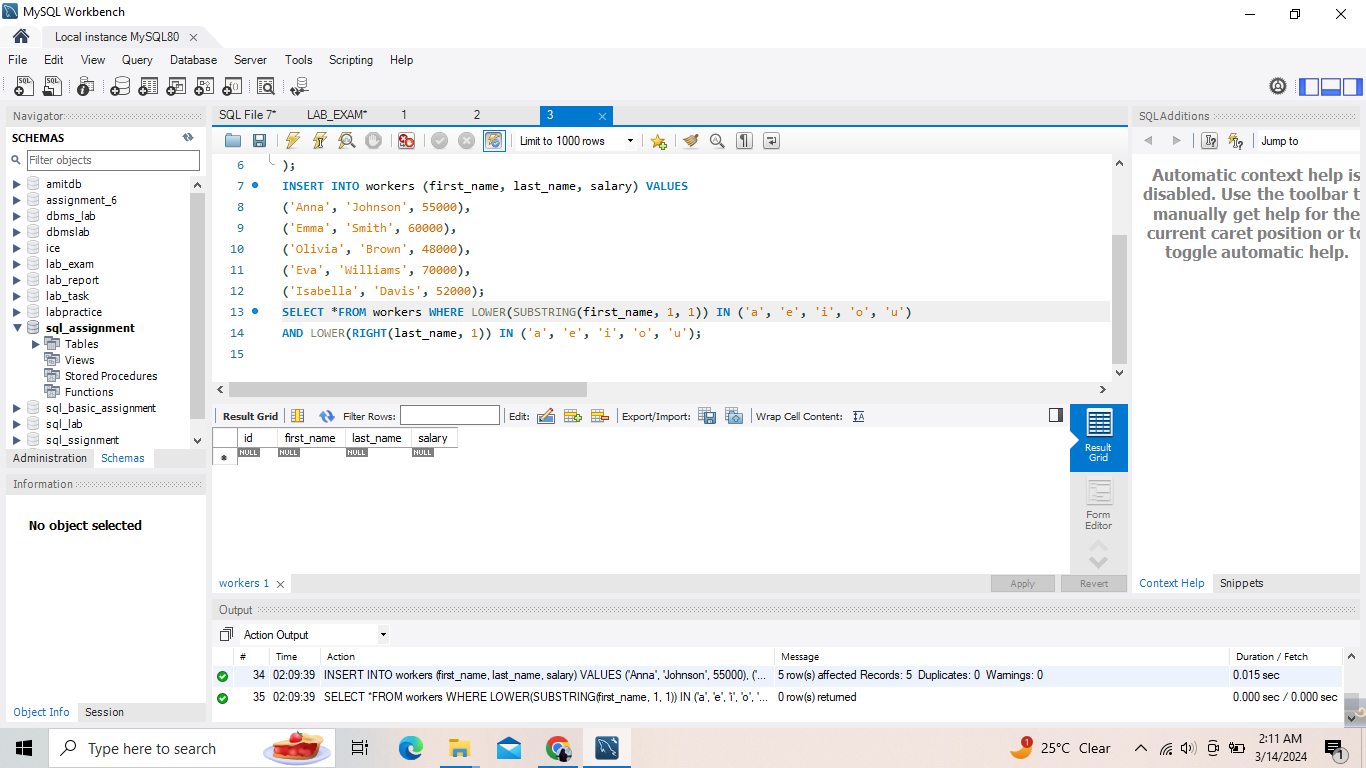 MySQL Workbench
Local instance MySQL80
File Edit View Query Database Server Tools Scripting Help
Navigator
SCHEMAS
Filter objects
amitdb
assignment_6
dbms_lab
dbmslab
ice
lab_exam
lab_report
lab_task
labpractice
sql_assignment
Tables
Views
Stored Procedures
Functions
sql_basic_assignment
sql_lab
sql_ssignment
Administration Schemas
Information
No object selected
Object Info Session
SQL File 7* LAB_EXAM* 1 2 3
Limit to 1000 rows
6 );
7 INSERT INTO workers (first_name, last_name, salary) VALUES
8 ('Anna', 'Johnson', 55000),
9 ('Emma', 'Smith', 60000),
10 ('Olivia', 'Brown', 48000),
11 ('Eva', 'Williams', 70000),
12 ('Isabella', 'Davis', 52000);
13 SELECT *FROM workers WHERE LOWER(SUBSTRING(first_name, 1, 1)) IN ('a', 'e', 'i', 'o', 'u')
14 AND LOWER(RIGHT(last_name, 1)) IN ('a', 'e', 'i', 'o', 'u');
15
Result Grid Filter Rows: Edit: Export/Import: Wrap Cell Content:
id first_name last_name salary
NULL NULL NULL NULL
Result
Grid
Form
Editor
workers 1
Apply Revert
SQLAdditions
Jump to
Automatic context help is
disabled. Use the toolbar t
manually get help for the
current caret position or to
toggle automatic help.
Context Help Snippets
Output
Action Output
# Time Action Message Duration / Fetch
34 02:09:39 INSERT INTO workers (first_name, last_name, salary) VALUES ('Anna', 'Johnson', 55000), ('... 5 row(s) affected Records: 5 Duplicates: 0 Warnings: 0 0.015 sec
35 02:09:39 SELECT *FROM workers WHERE LOWER(SUBSTRING(first_name, 1, 1)) IN ('a', 'e', 'i', 'o', '... 0 row(s) returned 0.000 sec / 0.000 sec
Type here to search
1
25°C Clear
2:11 AM
3/14/2024
1